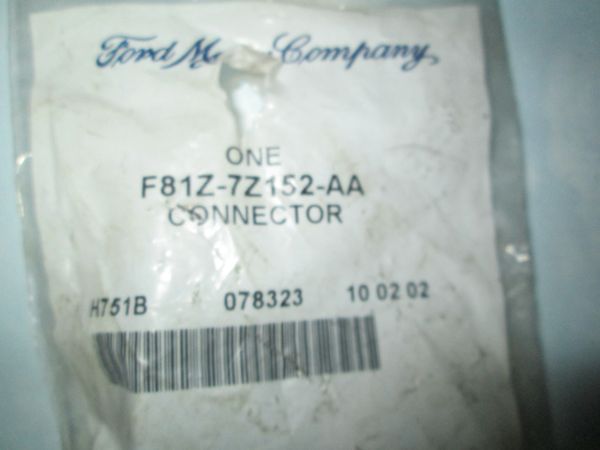 Ford Company
ONE
F81Z-7Z152-AA
CONNECTOR
H751B 078323 10 02 02